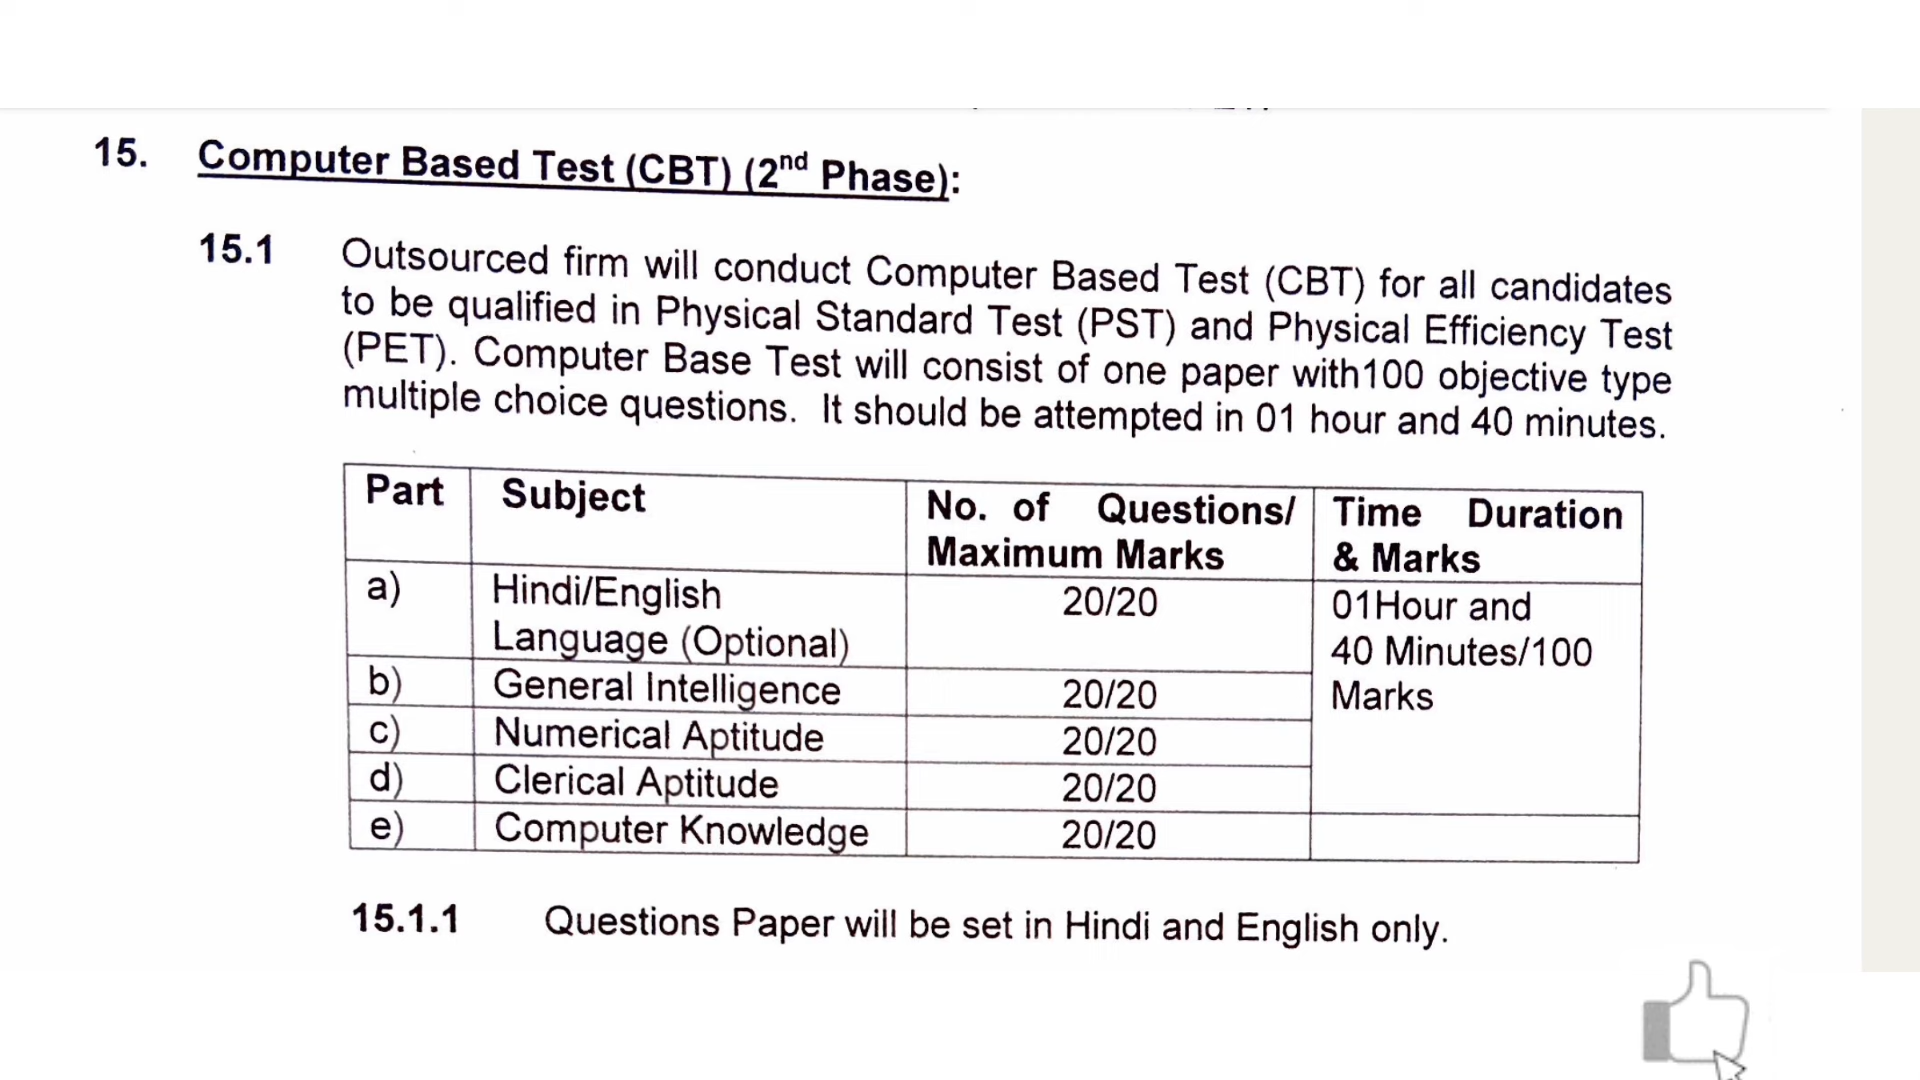 15. Computer Based Test (CBT) (2nd Phase):
15.1 Outsourced firm will conduct Computer Based Test (CBT) for all candidates
to be qualified in Physical Standard Test (PST) and Physical Efficiency Test
(PET). Computer Base Test will consist of one paper with100 objective type
multiple choice questions. It should be attempted in 01 hour and 40 minutes.
Part Subject No. of Questions/ Time Duration
Maximum Marks & Marks
a) Hindi/English 20/20 01Hour and
Language (Optional) 40 Minutes/100
b) General Intelligence 20/20 Marks
c) Numerical Aptitude 20/20
d) Clerical Aptitude 20/20
e) Computer Knowledge 20/20
15.1.1 Questions Paper will be set in Hindi and English only.